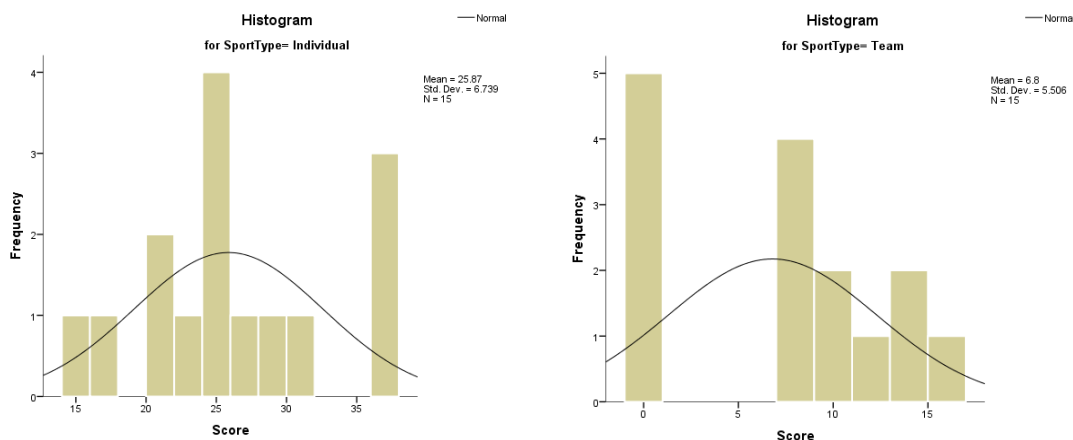 Histogram
Normal
for SportType= Individual
Mean = 25.87
Std. Dev. = 6.739
N = 15
4
3
2
1
0
Frequency
15 20 25 30 35
Score
Histogram
Norma
for SportType= Team
Mean = 6.8
Std. Dev. = 5.506
N = 15
5
4
3
2
1
0
Frequency
0 5 10 15
Score